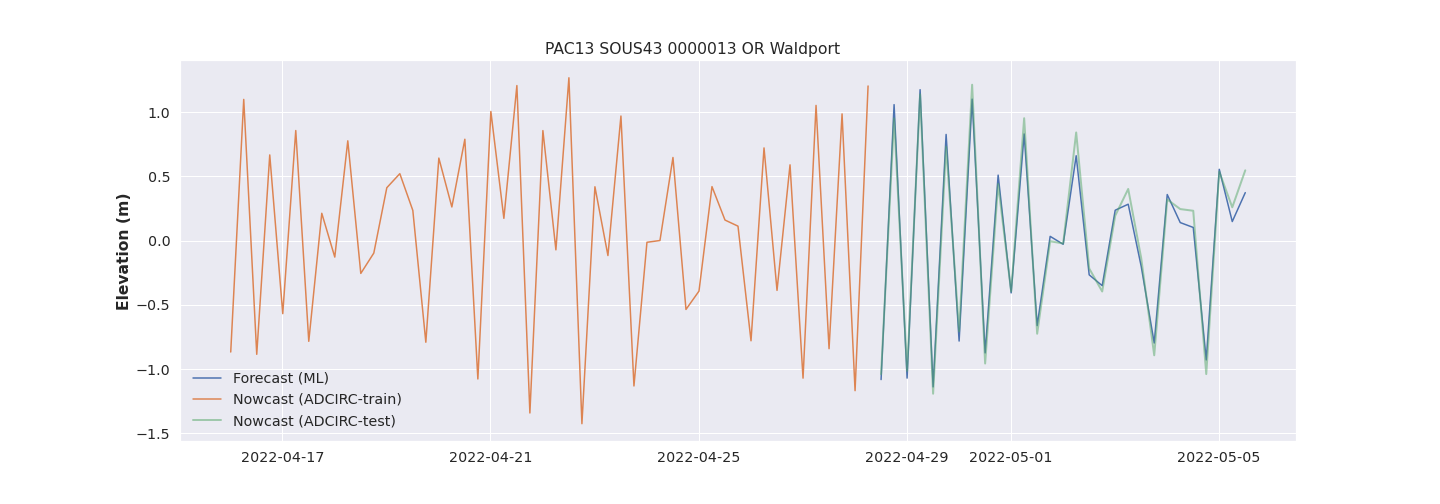 PAC13 SOUS43 0000013 OR Waldport
Elevation (m)
1.0
0.5
0.0
−0.5
−1.0
−1.5
Forecast (ML)
Nowcast (ADCIRC-train)
Nowcast (ADCIRC-test)
2022-04-17 2022-04-21 2022-04-25 2022-04-29 2022-05-01 2022-05-05